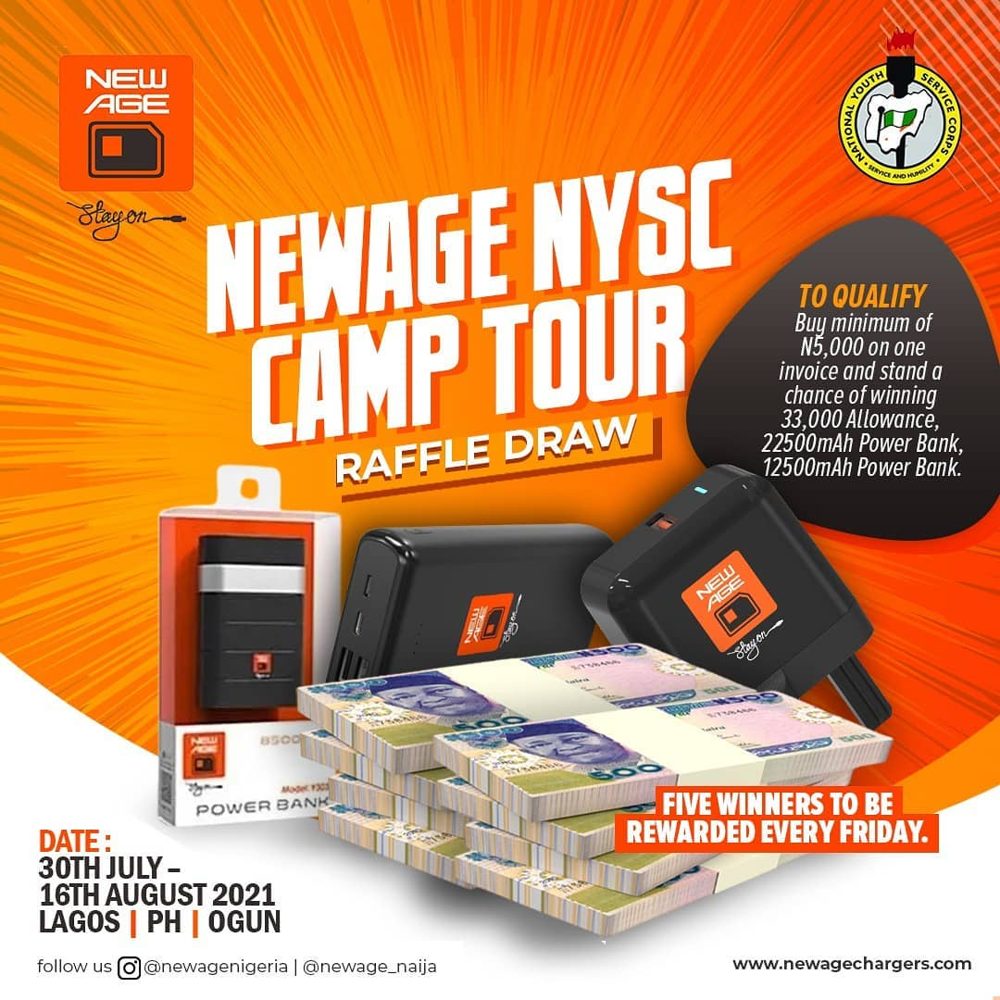 NEW
AGE
Stay on
NATIONAL YOUTH SERVICE CORPS
SERVICE AND HUMILITY
NEWAGE NYSC
CAMP TOUR
RAFFLE DRAW
TO QUALIFY
Buy minimum of
N5,000 on one
invoice and stand a
chance of winning
33,000 Allowance,
22500mAh Power Bank,
12500mAh Power Bank.
NEW
AGE
Stay on
NEW
AGE
Stay on
NEW
AGE
8500
POWER BANK
500
500
FIVE WINNERS TO BE
REWARDED EVERY FRIDAY.
DATE :
30TH JULY –
16TH AUGUST 2021
LAGOS | PH | OGUN
follow us @newagenigeria | @newage_naija
www.newagechargers.com